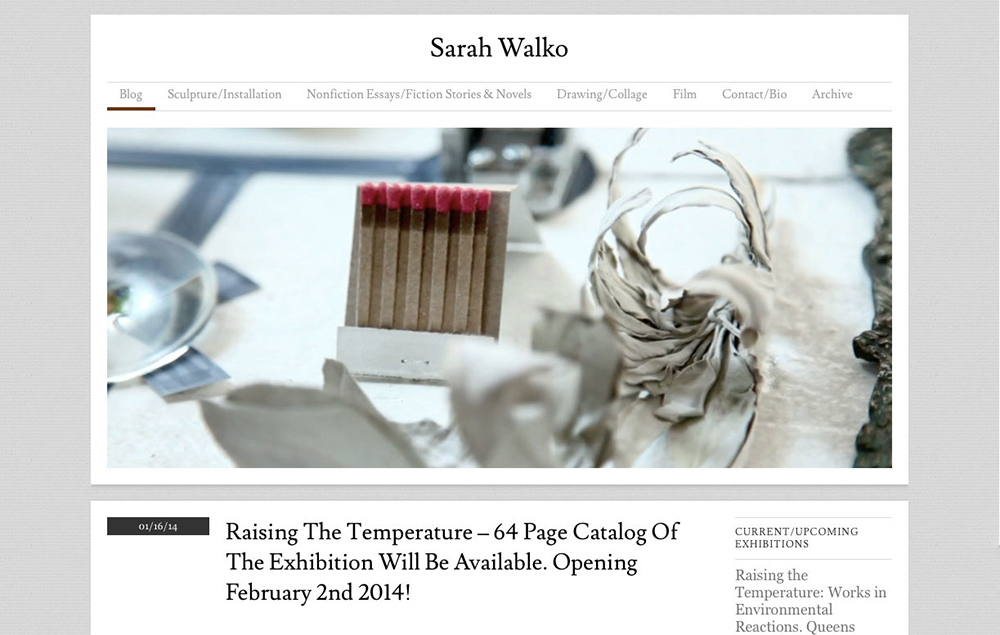 Sarah Walko
Blog Sculpture/Installation Nonfiction Essays/Fiction Stories & Novels Drawing/Collage Film Contact/Bio Archive
01/16/14
Raising The Temperature – 64 Page Catalog Of
The Exhibition Will Be Available. Opening
February 2nd 2014!
CURRENT/UPCOMING
EXHIBITIONS
Raising the
Temperature: Works in
Environmental
Reactions. Queens